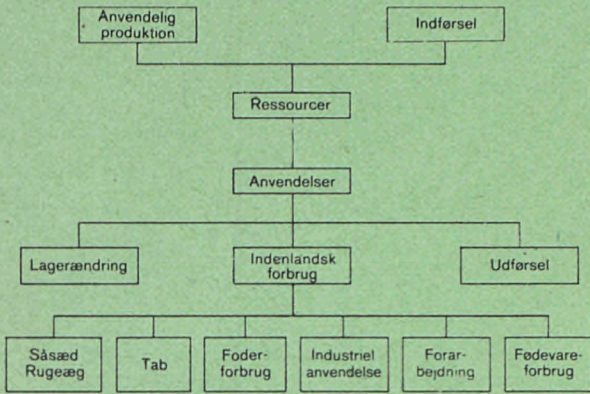 Anvendelig
produktion
Indførsel
Ressourcer
Anvendelser
Lagerændring
Indenlandsk
forbrug
Udførsel
Såsæd
Rugeæg
Tab
Foder-
forbrug
Industriel
anvendelse
Forar-
bejdning
Fødevare-
forbrug